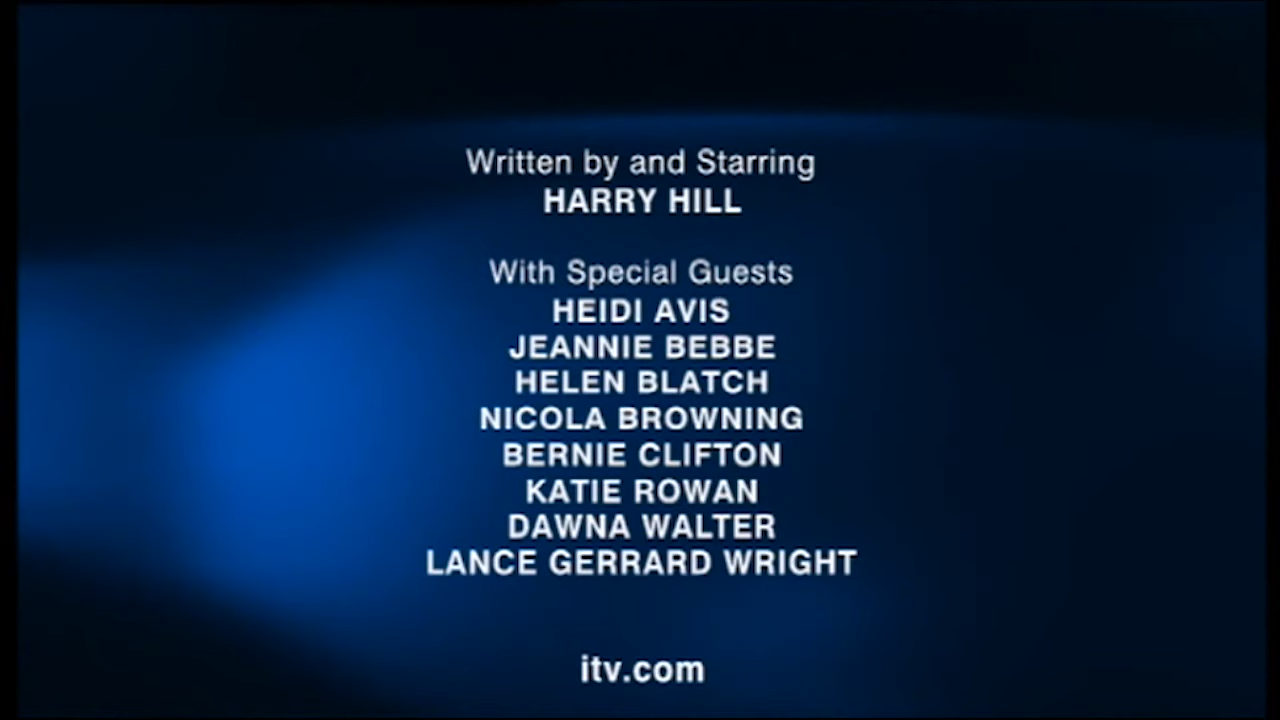 Written by and Starring
HARRY HILL
With Special Guests
HEIDI AVIS
JEANNIE BEBBE
HELEN BLATCH
NICOLA BROWNING
BERNIE CLIFTON
KATIE ROWAN
DAWNA WALTER
LANCE GERRARD WRIGHT
itv.com